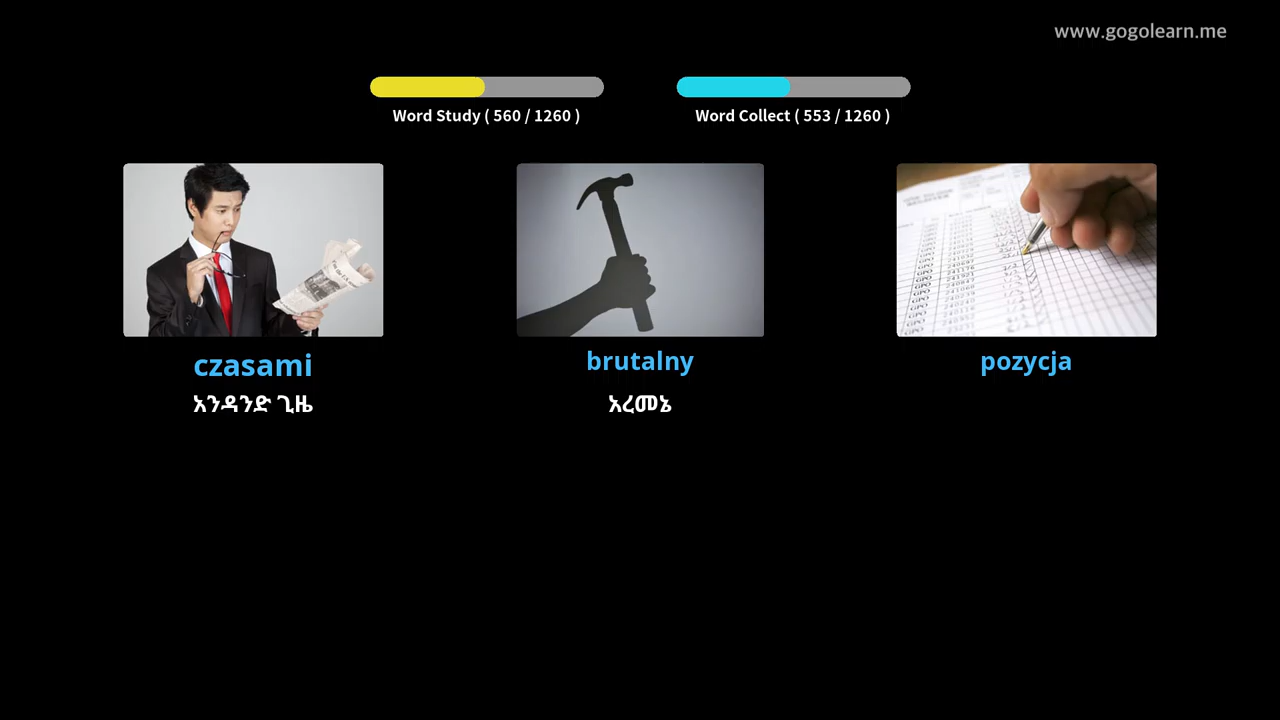 www.gogolearn.me
Word Study ( 560 / 1260 )
Word Collect ( 553 / 1260 )
czasami
አንዳንድ ጊዜ
brutalny
አረመኔ
pozycja